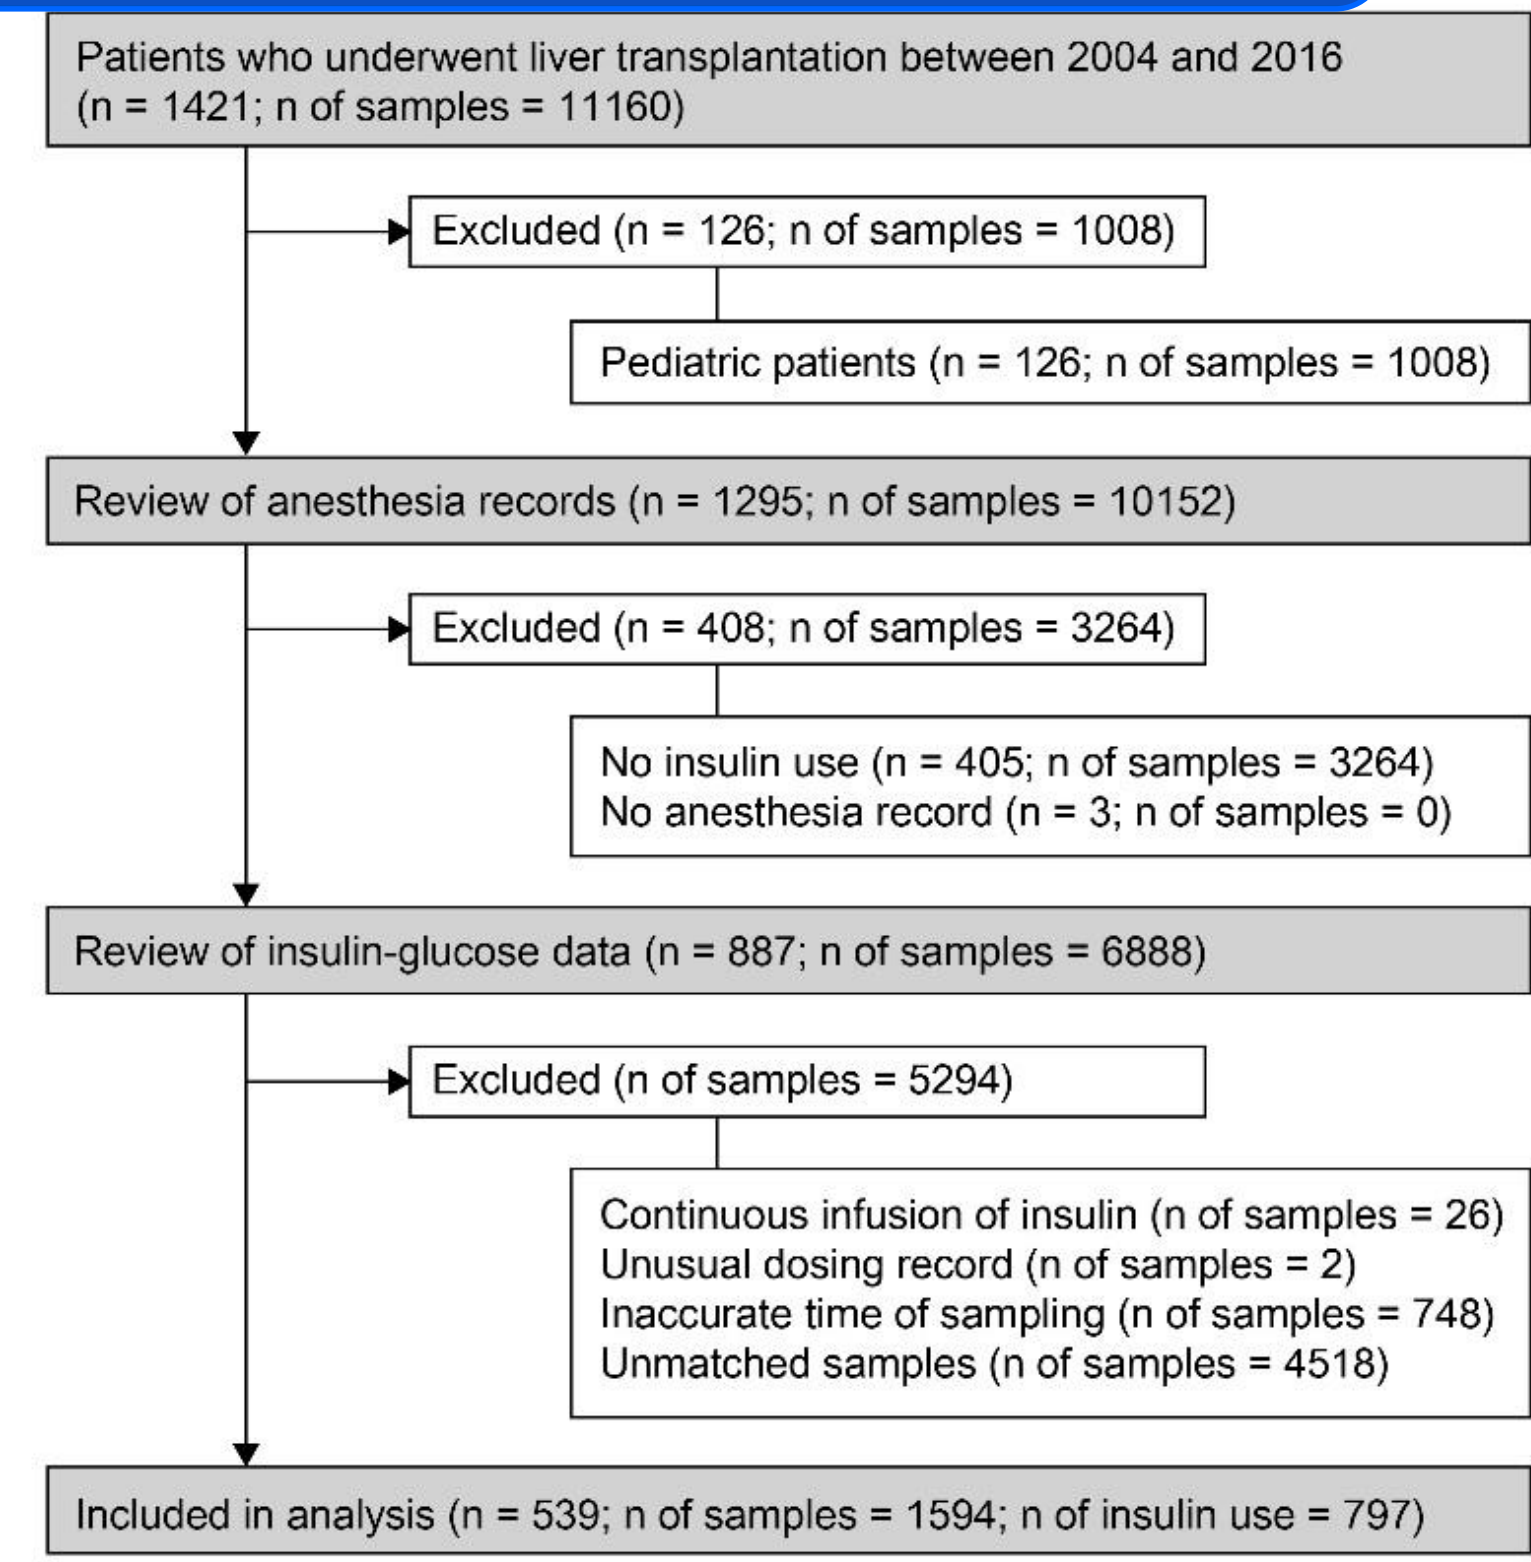 Patients who underwent liver transplantation between 2004 and 2016
(n = 1421; n of samples = 11160)
Excluded (n = 126; n of samples = 1008)
Pediatric patients (n = 126; n of samples = 1008)
Review of anesthesia records (n = 1295; n of samples = 10152)
Excluded (n = 408; n of samples = 3264)
No insulin use (n = 405; n of samples = 3264)
No anesthesia record (n = 3; n of samples = 0)
Review of insulin-glucose data (n = 887; n of samples = 6888)
Excluded (n of samples = 5294)
Continuous infusion of insulin (n of samples = 26)
Unusual dosing record (n of samples = 2)
Inaccurate time of sampling (n of samples = 748)
Unmatched samples (n of samples = 4518)
Included in analysis (n = 539; n of samples = 1594; n of insulin use = 797)